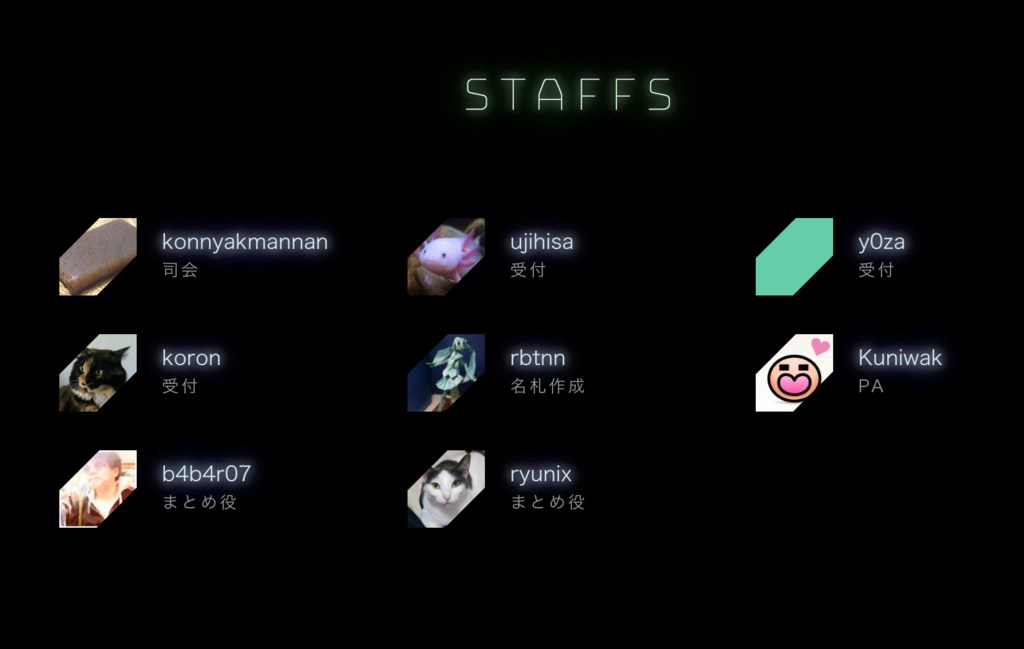 STAFFS
konnyakmannan
司会
ujihisa
受付
y0za
受付
koron
受付
rbtnn
名札作成
Kuniwak
PA
b4b4r07
まとめ役
ryunix
まとめ役